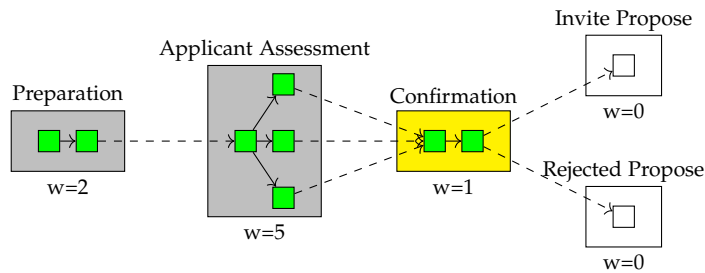 Preparation
w=2
Applicant Assessment
w=5
Confirmation
w=1
Invite Propose
w=0
Rejected Propose
w=0